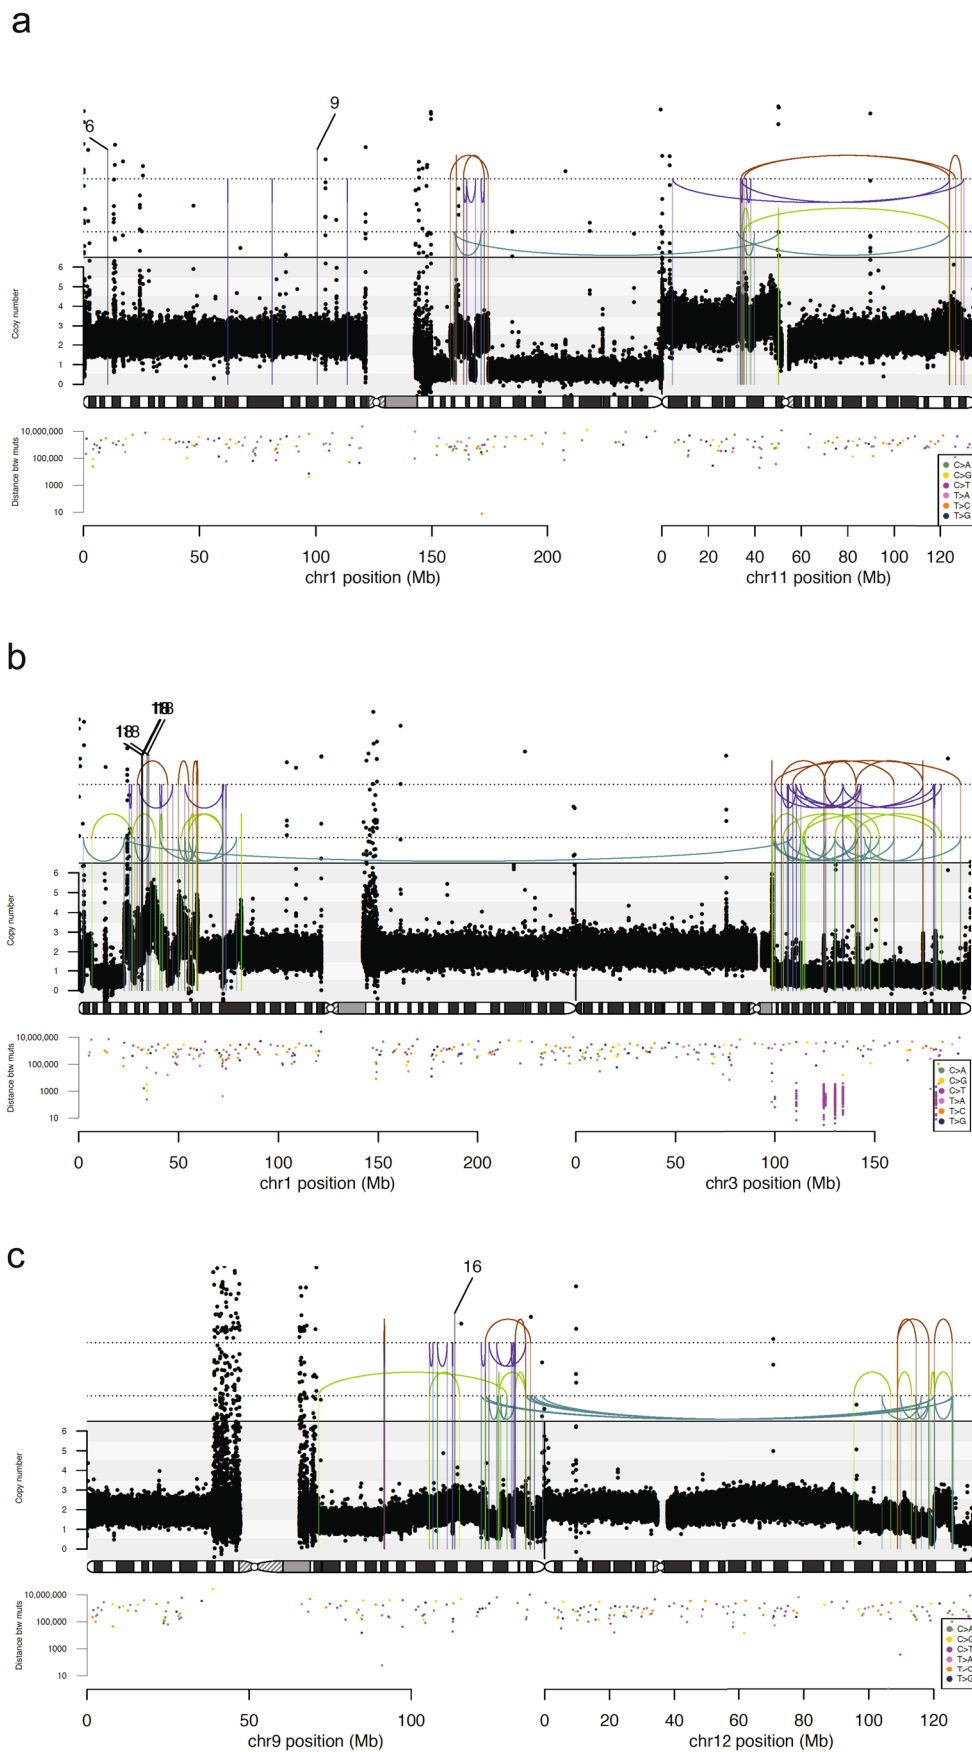 a
9
6
6
5
4
3
2
1
0
Copy number
10,000,000
100,000
1000
10
Distance btw muts
C>A
C>G
C>T
T>A
T>C
T>G
0 50 100 150 200 0 20 40 60 80 100 120
chr1 position (Mb) chr11 position (Mb)
b
18
18
6
5
4
3
2
1
0
Copy number
10,000,000
100,000
1000
10
Distance btw muts
C>A
C>G
C>T
T>A
T>C
T>G
0 50 100 150 200 0 50 100 150
chr1 position (Mb) chr3 position (Mb)
c
16
6
5
4
3
2
1
0
Copy number
10,000,000
100,000
1000
10
Distance btw muts
C>A
C>G
C>T
T>A
T>C
T>G
0 50 100 0 20 40 60 80 100 120
chr9 position (Mb) chr12 position (Mb)